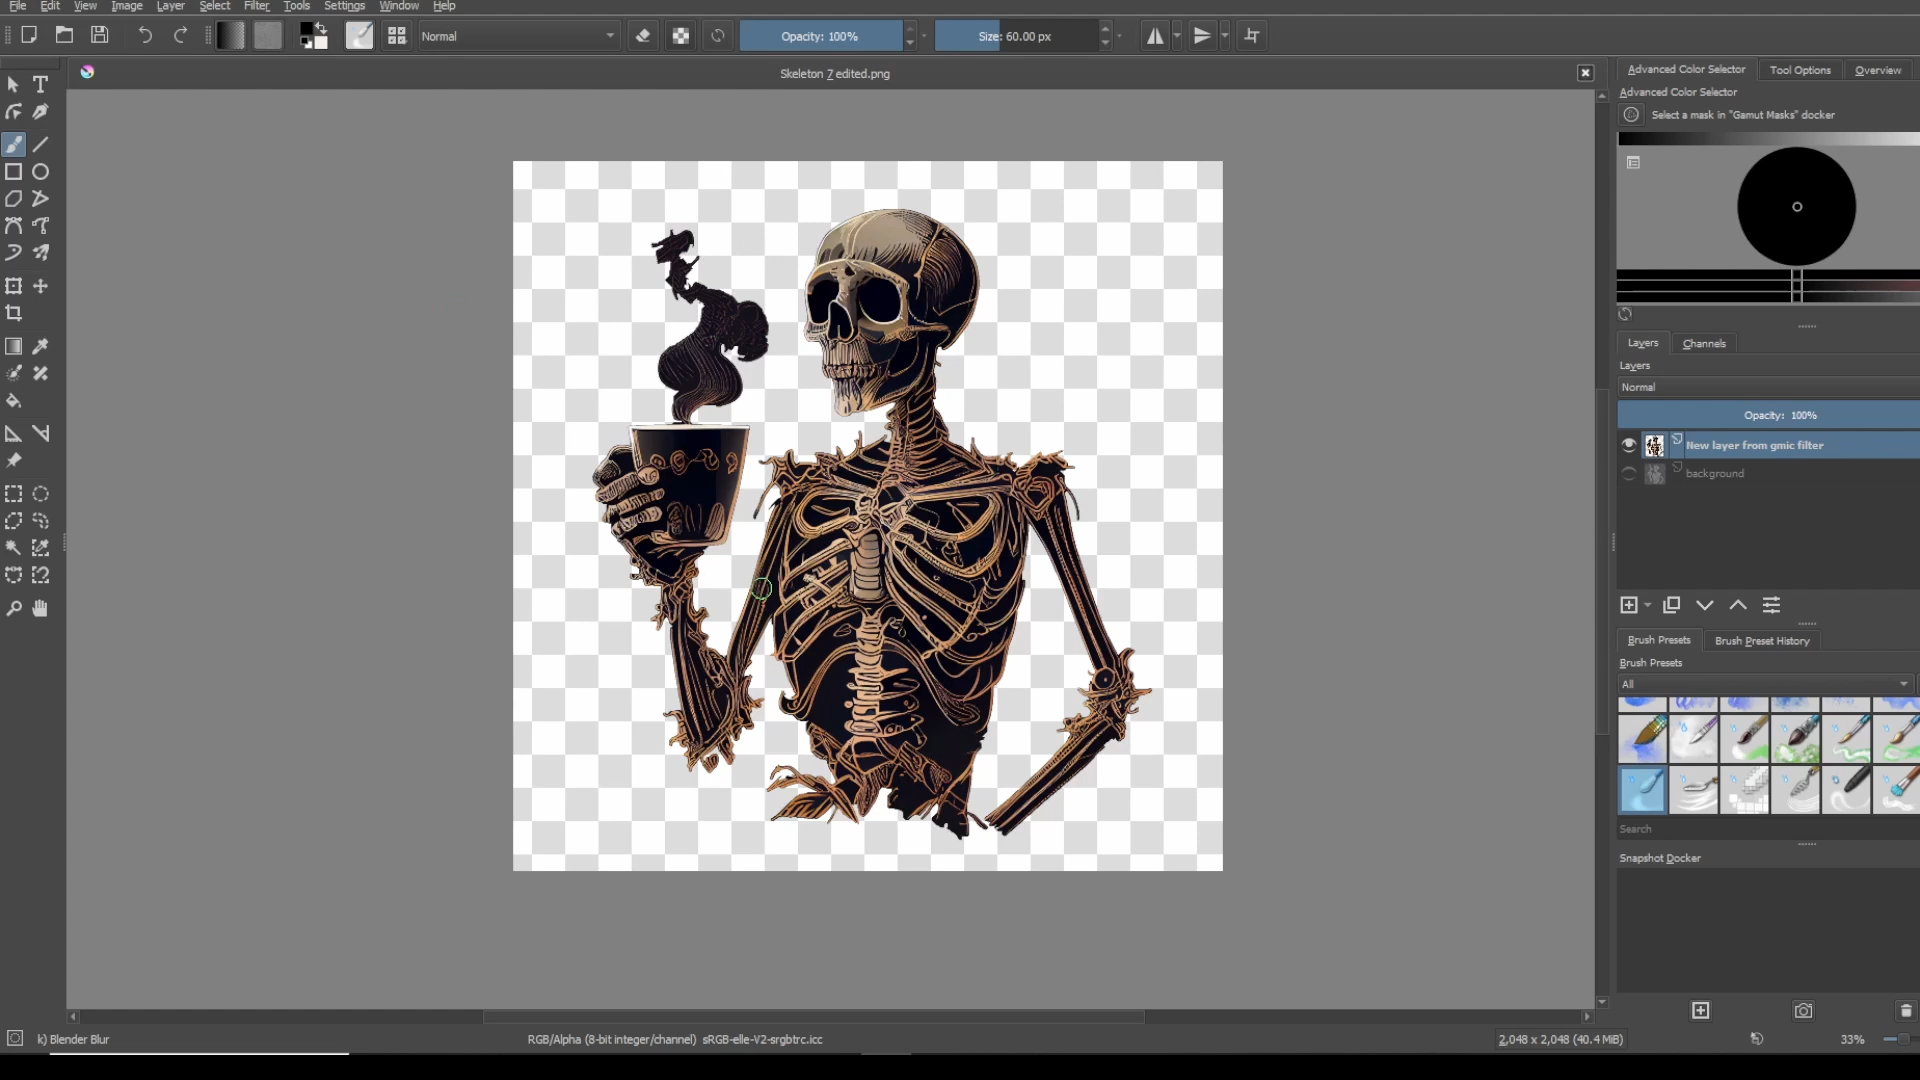 File Edit View Image Layer Select Filter Tools Settings Window Help
Normal
Opacity: 100%
Size: 60.00 px
Skeleton 7 edited.png
Advanced Color Selector Tool Options Overview
Advanced Color Selector
Select a mask in "Gamut Masks" docker
Layers Channels
Layers
Normal
Opacity: 100%
New layer from gmic filter
background
Brush Presets Brush Preset History
Brush Presets
All
Search
Snapshot Docker
k) Blender Blur
RGB/Alpha (8-bit integer/channel) sRGB-elle-V2-srgbtrc.icc
2,048 x 2,048 (40.4 MiB)
33%